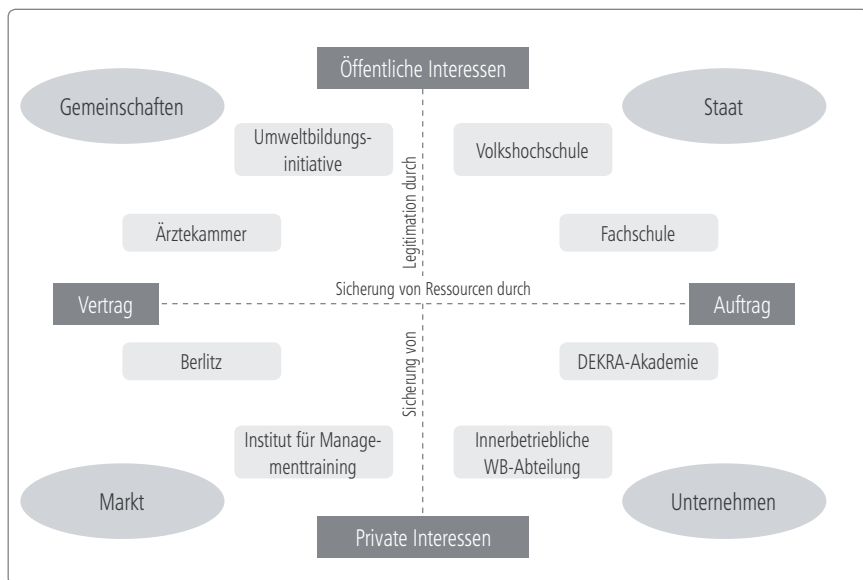 Öffentliche Interessen
Gemeinschaften
Staat
Umweltbildungs-
initiative
Volkshochschule
Legitimation durch
Ärztekammer
Fachschule
Sicherung von Ressourcen durch
Vertrag
Auftrag
Berlitz
Sicherung von
DEKRA-Akademie
Institut für Manage-
menttraining
Innerbetriebliche
WB-Abteilung
Markt
Unternehmen
Private Interessen